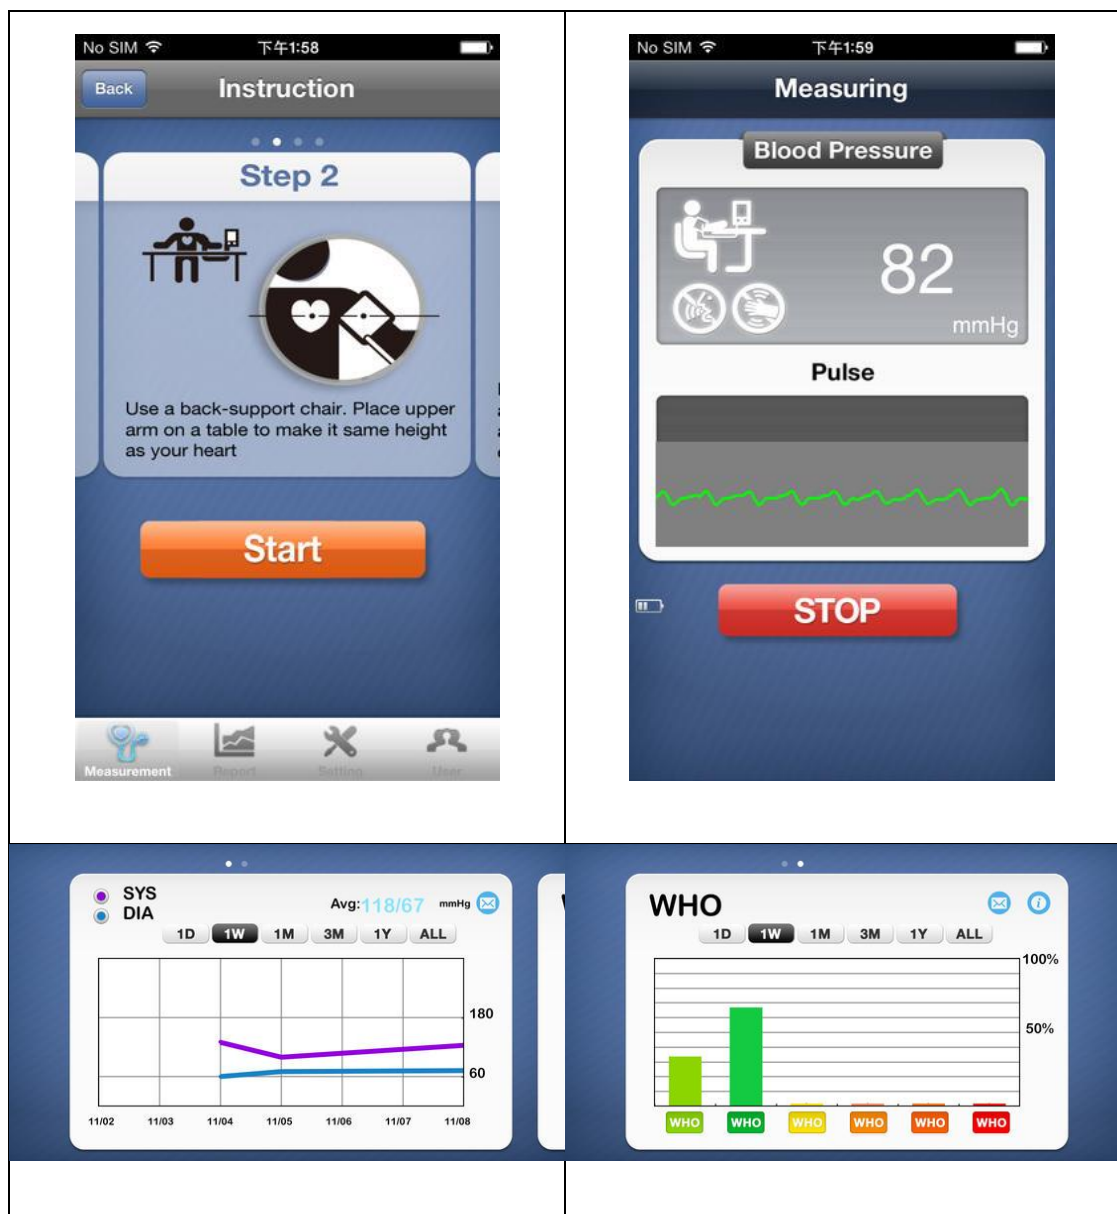 No SIM 下午1:58
Back Instruction
Step 2
Use a back-support chair. Place upper
arm on a table to make it same height
as your heart
Start
Measurement Report Setting User
No SIM 下午1:59
Measuring
Blood Pressure
82
mmHg
Pulse
STOP
SYS
DIA
Avg:118/67 mmHg
1D 1W 1M 3M 1Y ALL
180
60
11/02 11/03 11/04 11/05 11/06 11/07 11/08
WHO
1D 1W 1M 3M 1Y ALL
100%
50%
WHO WHO WHO WHO WHO WHO